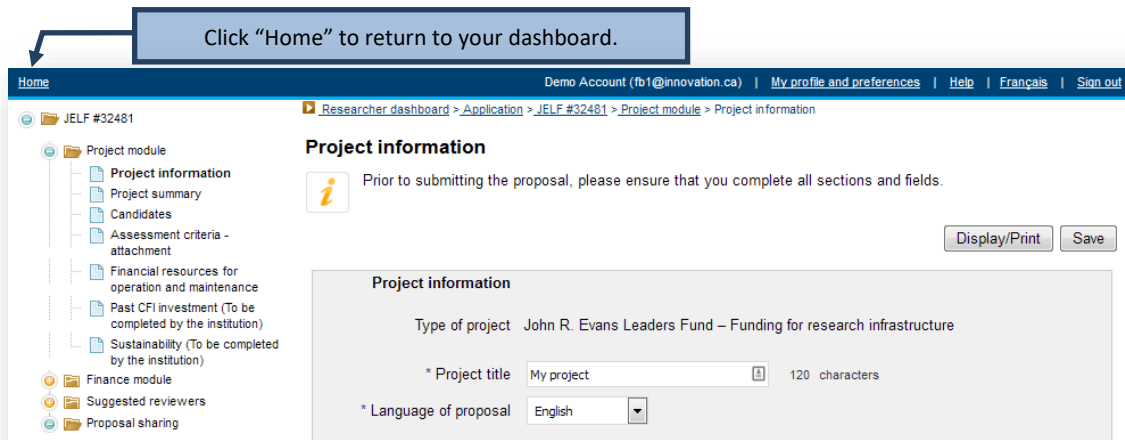 Click “Home” to return to your dashboard.
Home
Demo Account (fb1@innovation.ca) | My profile and preferences | Help | Français | Sign out
JELF #32481
Project module
Project information
Project summary
Candidates
Assessment criteria -
attachment
Financial resources for
operation and maintenance
Past CFI investment (To be
completed by the institution)
Sustainability (To be completed
by the institution)
Finance module
Suggested reviewers
Proposal sharing
Researcher dashboard > Application > JELF #32481 > Project module > Project information
Project information
Prior to submitting the proposal, please ensure that you complete all sections and fields.
Display/Print
Save
Project information
Type of project John R. Evans Leaders Fund – Funding for research infrastructure
* Project title My project 120 characters
* Language of proposal English